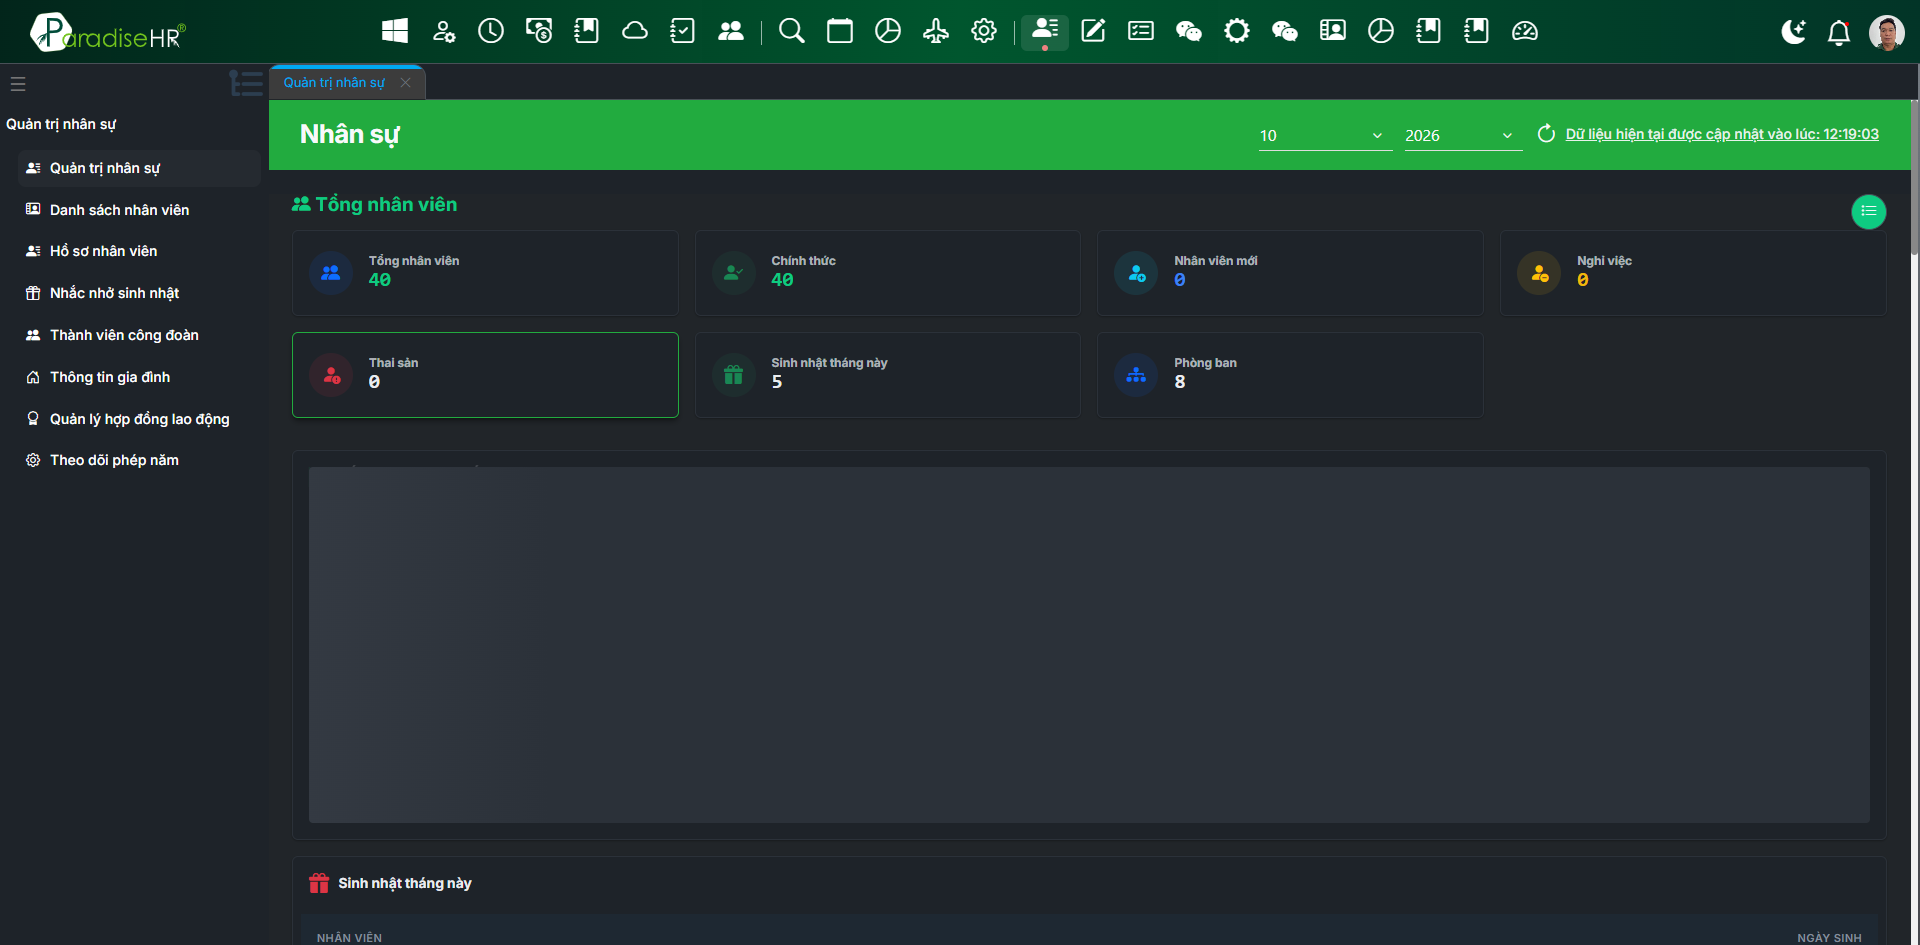 ParadiseHR®
Quản trị nhân sự
Quản trị nhân sự
Quản trị nhân sự
Danh sách nhân viên
Hồ sơ nhân viên
Nhắc nhở sinh nhật
Thành viên công đoàn
Thông tin gia đình
Quản lý hợp đồng lao động
Theo dõi phép năm
Nhân sự
10
2026
Dữ liệu hiện tại được cập nhật vào lúc: 12:19:03
Tổng nhân viên
Tổng nhân viên
40
Chính thức
40
Nhân viên mới
0
Nghỉ việc
0
Thai sản
0
Sinh nhật tháng này
5
Phòng ban
8
Sinh nhật tháng này
NHÂN VIÊN
NGÀY SINH